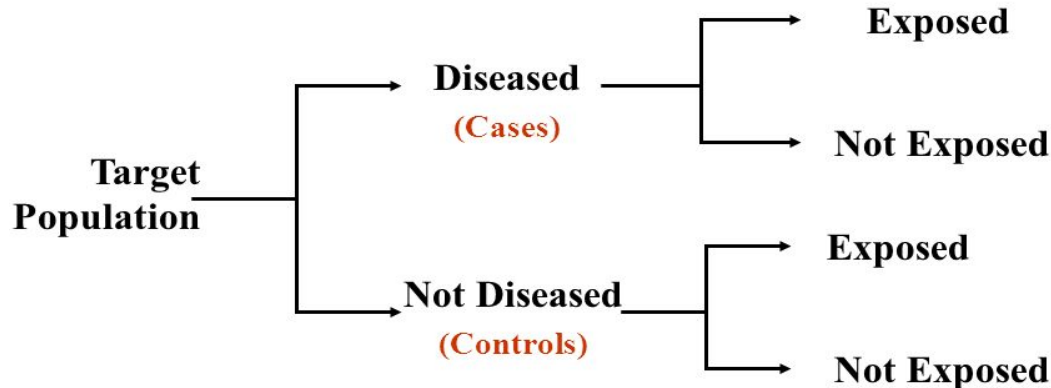 Target
Population
Diseased
(Cases)
Exposed
Not Exposed
Not Diseased
(Controls)
Exposed
Not Exposed